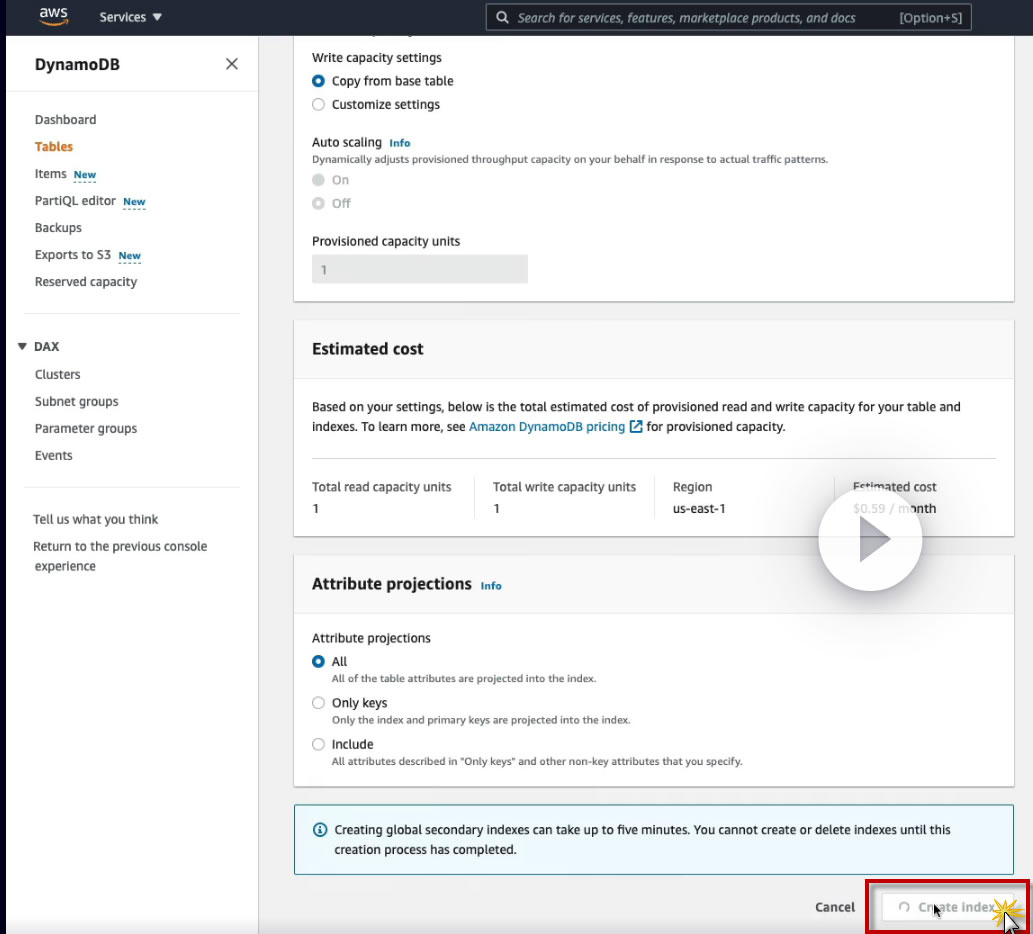 aws
Services
Search for services, features, marketplace products, and docs [Option+S]
DynamoDB
Dashboard
Tables
Items New
PartiQL editor New
Backups
Exports to S3 New
Reserved capacity
DAX
Clusters
Subnet groups
Parameter groups
Events
Tell us what you think
Return to the previous console
experience
Write capacity settings
Copy from base table
Customize settings
Auto scaling Info
Dynamically adjusts provisioned throughput capacity on your behalf in response to actual traffic patterns.
On
Off
Provisioned capacity units
1
Estimated cost
Based on your settings, below is the total estimated cost of provisioned read and write capacity for your table and
indexes. To learn more, see Amazon DynamoDB pricing for provisioned capacity.
Total read capacity units
1
Total write capacity units
1
Region
us-east-1
Estimated cost
$0.59 / month
Attribute projections Info
Attribute projections
All
All of the table attributes are projected into the index.
Only keys
Only the index and primary keys are projected into the index.
Include
All attributes described in "Only keys" and other non-key attributes that you specify.
Creating global secondary indexes can take up to five minutes. You cannot create or delete indexes until this
creation process has completed.
Cancel
Create index